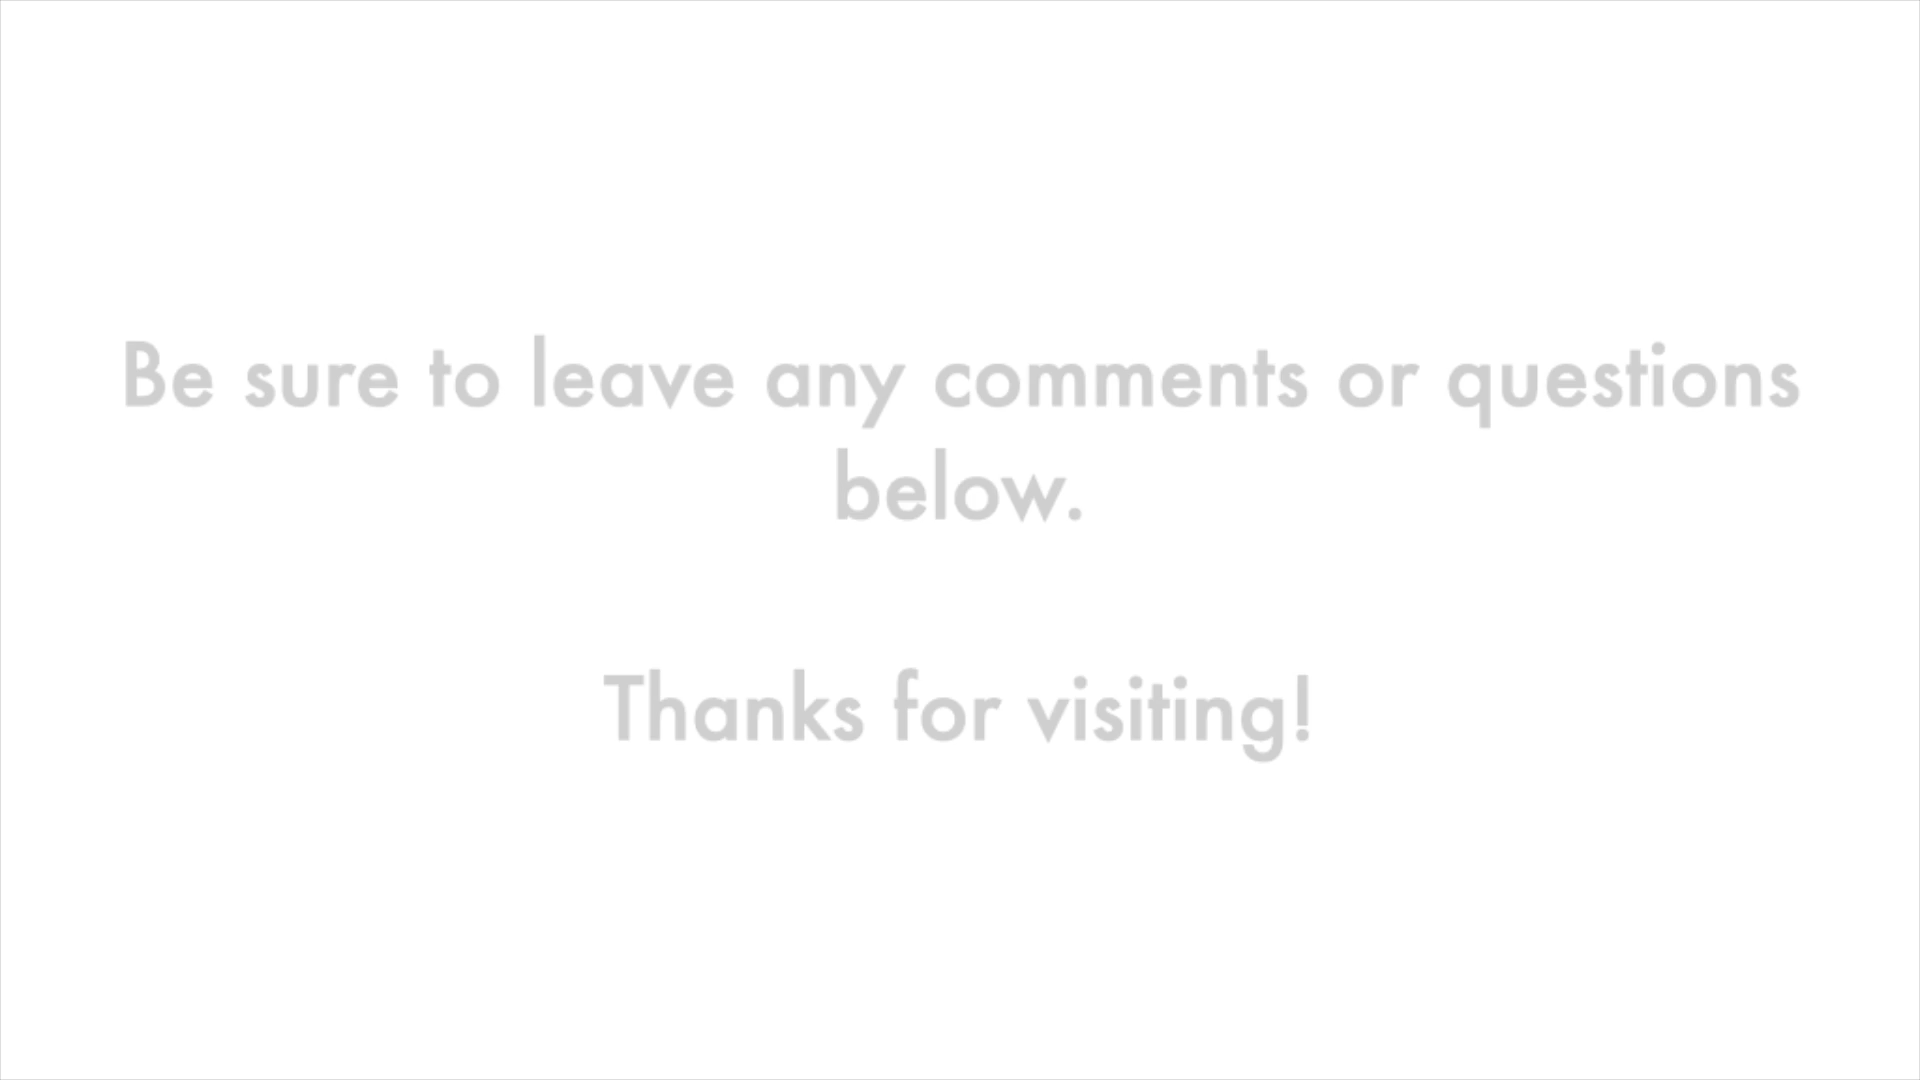 Be sure to leave any comments or questions
below.
Thanks for visiting!